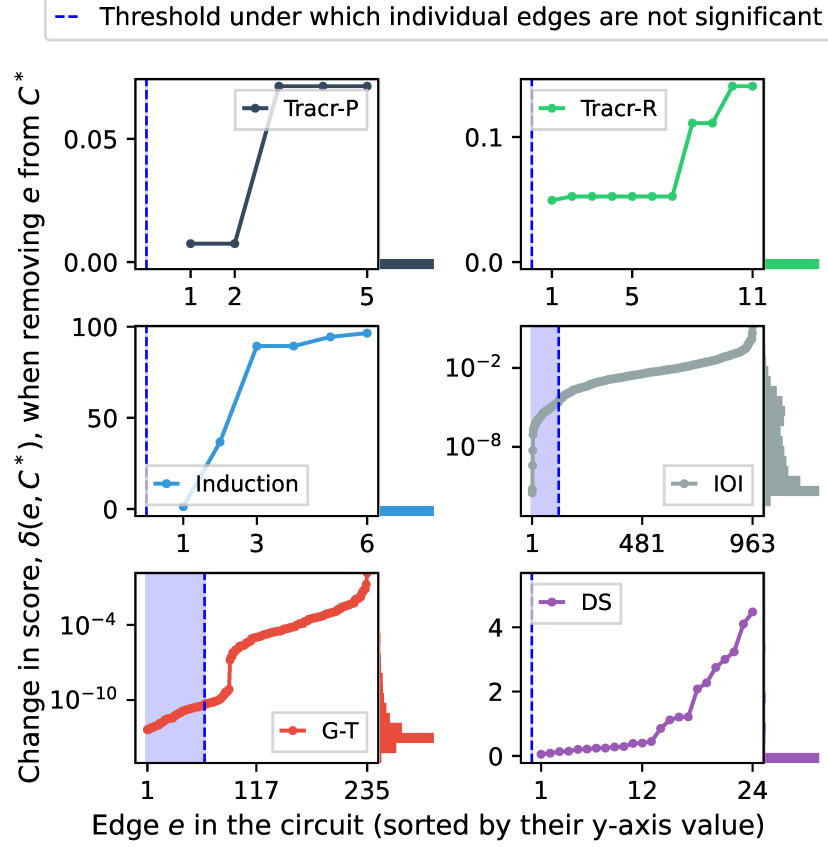 Threshold under which individual edges are not significant
Change in score, δ(e, C*), when removing e from C*
0.05
0.00
Tracr-P
1 2 5
0.1
0.0
Tracr-R
1 5 11
100
50
0
Induction
1 3 6
10⁻²
10⁻⁸
IOI
1 481 963
10⁻⁴
10⁻¹⁰
G-T
1 117 235
4
2
0
DS
1 12 24
Edge e in the circuit (sorted by their y-axis value)